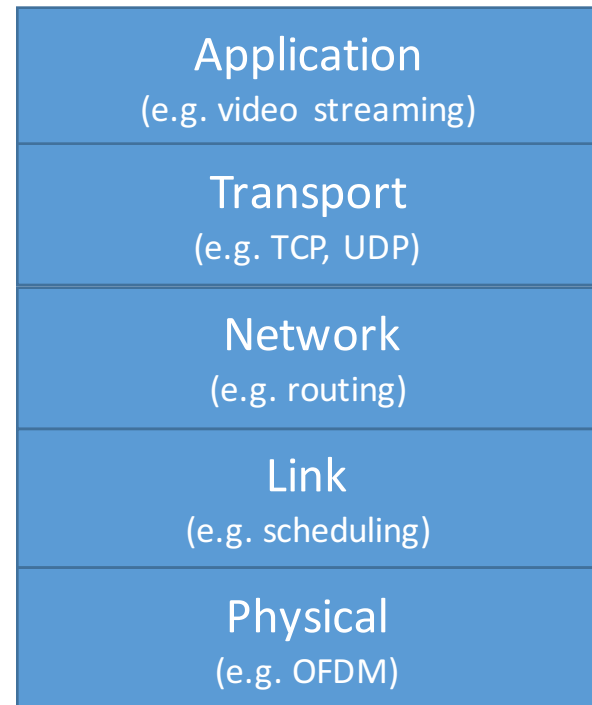 Application
(e.g. video streaming)
Transport
(e.g. TCP, UDP)
Network
(e.g. routing)
Link
(e.g. scheduling)
Physical
(e.g. OFDM)